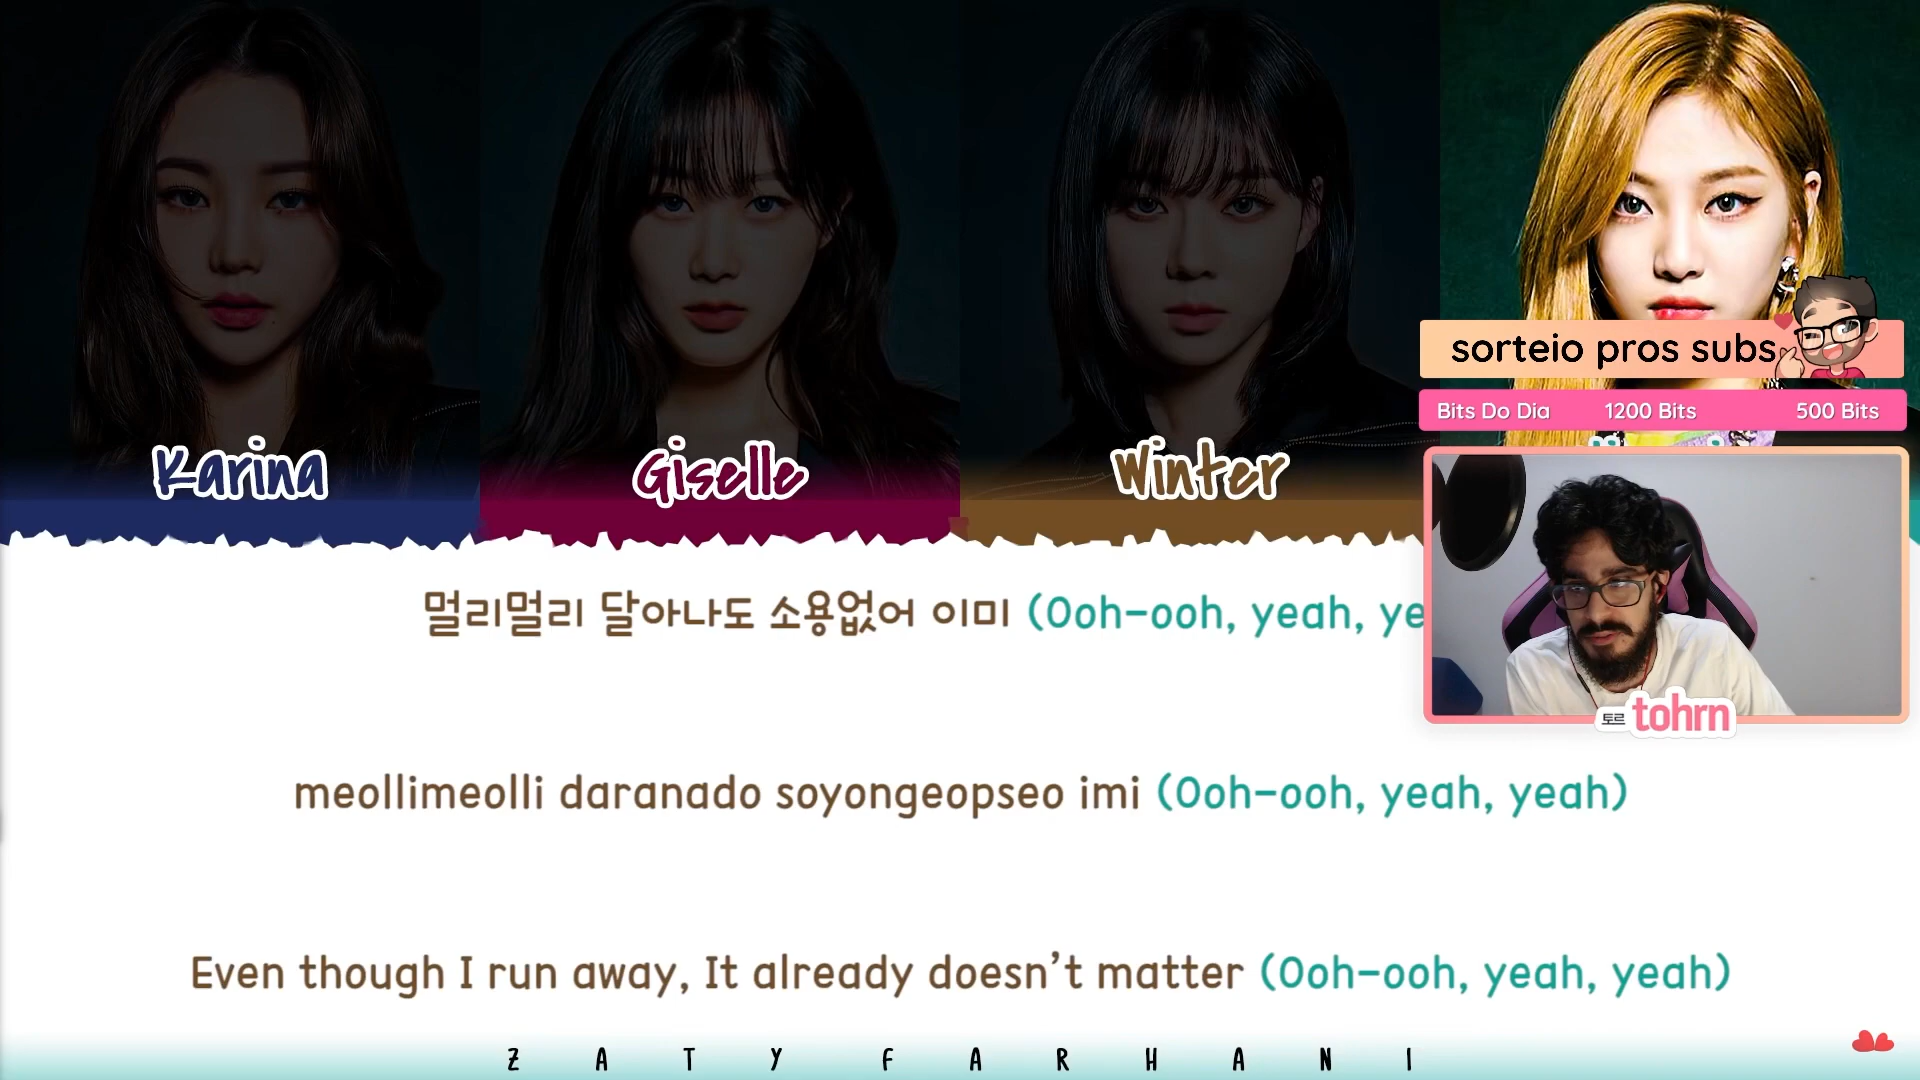 sorteio pros subs
Bits Do Dia 1200 Bits 500 Bits
Karina Giselle Winter
멀리멀리 달아나도 소용없어 이미 (Ooh-ooh, yeah, ye
토르 tohrn
meollimeolli daranado soyongeopseo imi (Ooh-ooh, yeah, yeah)
Even though I run away, It already doesn't matter (Ooh-ooh, yeah, yeah)
ZATY FARHANI